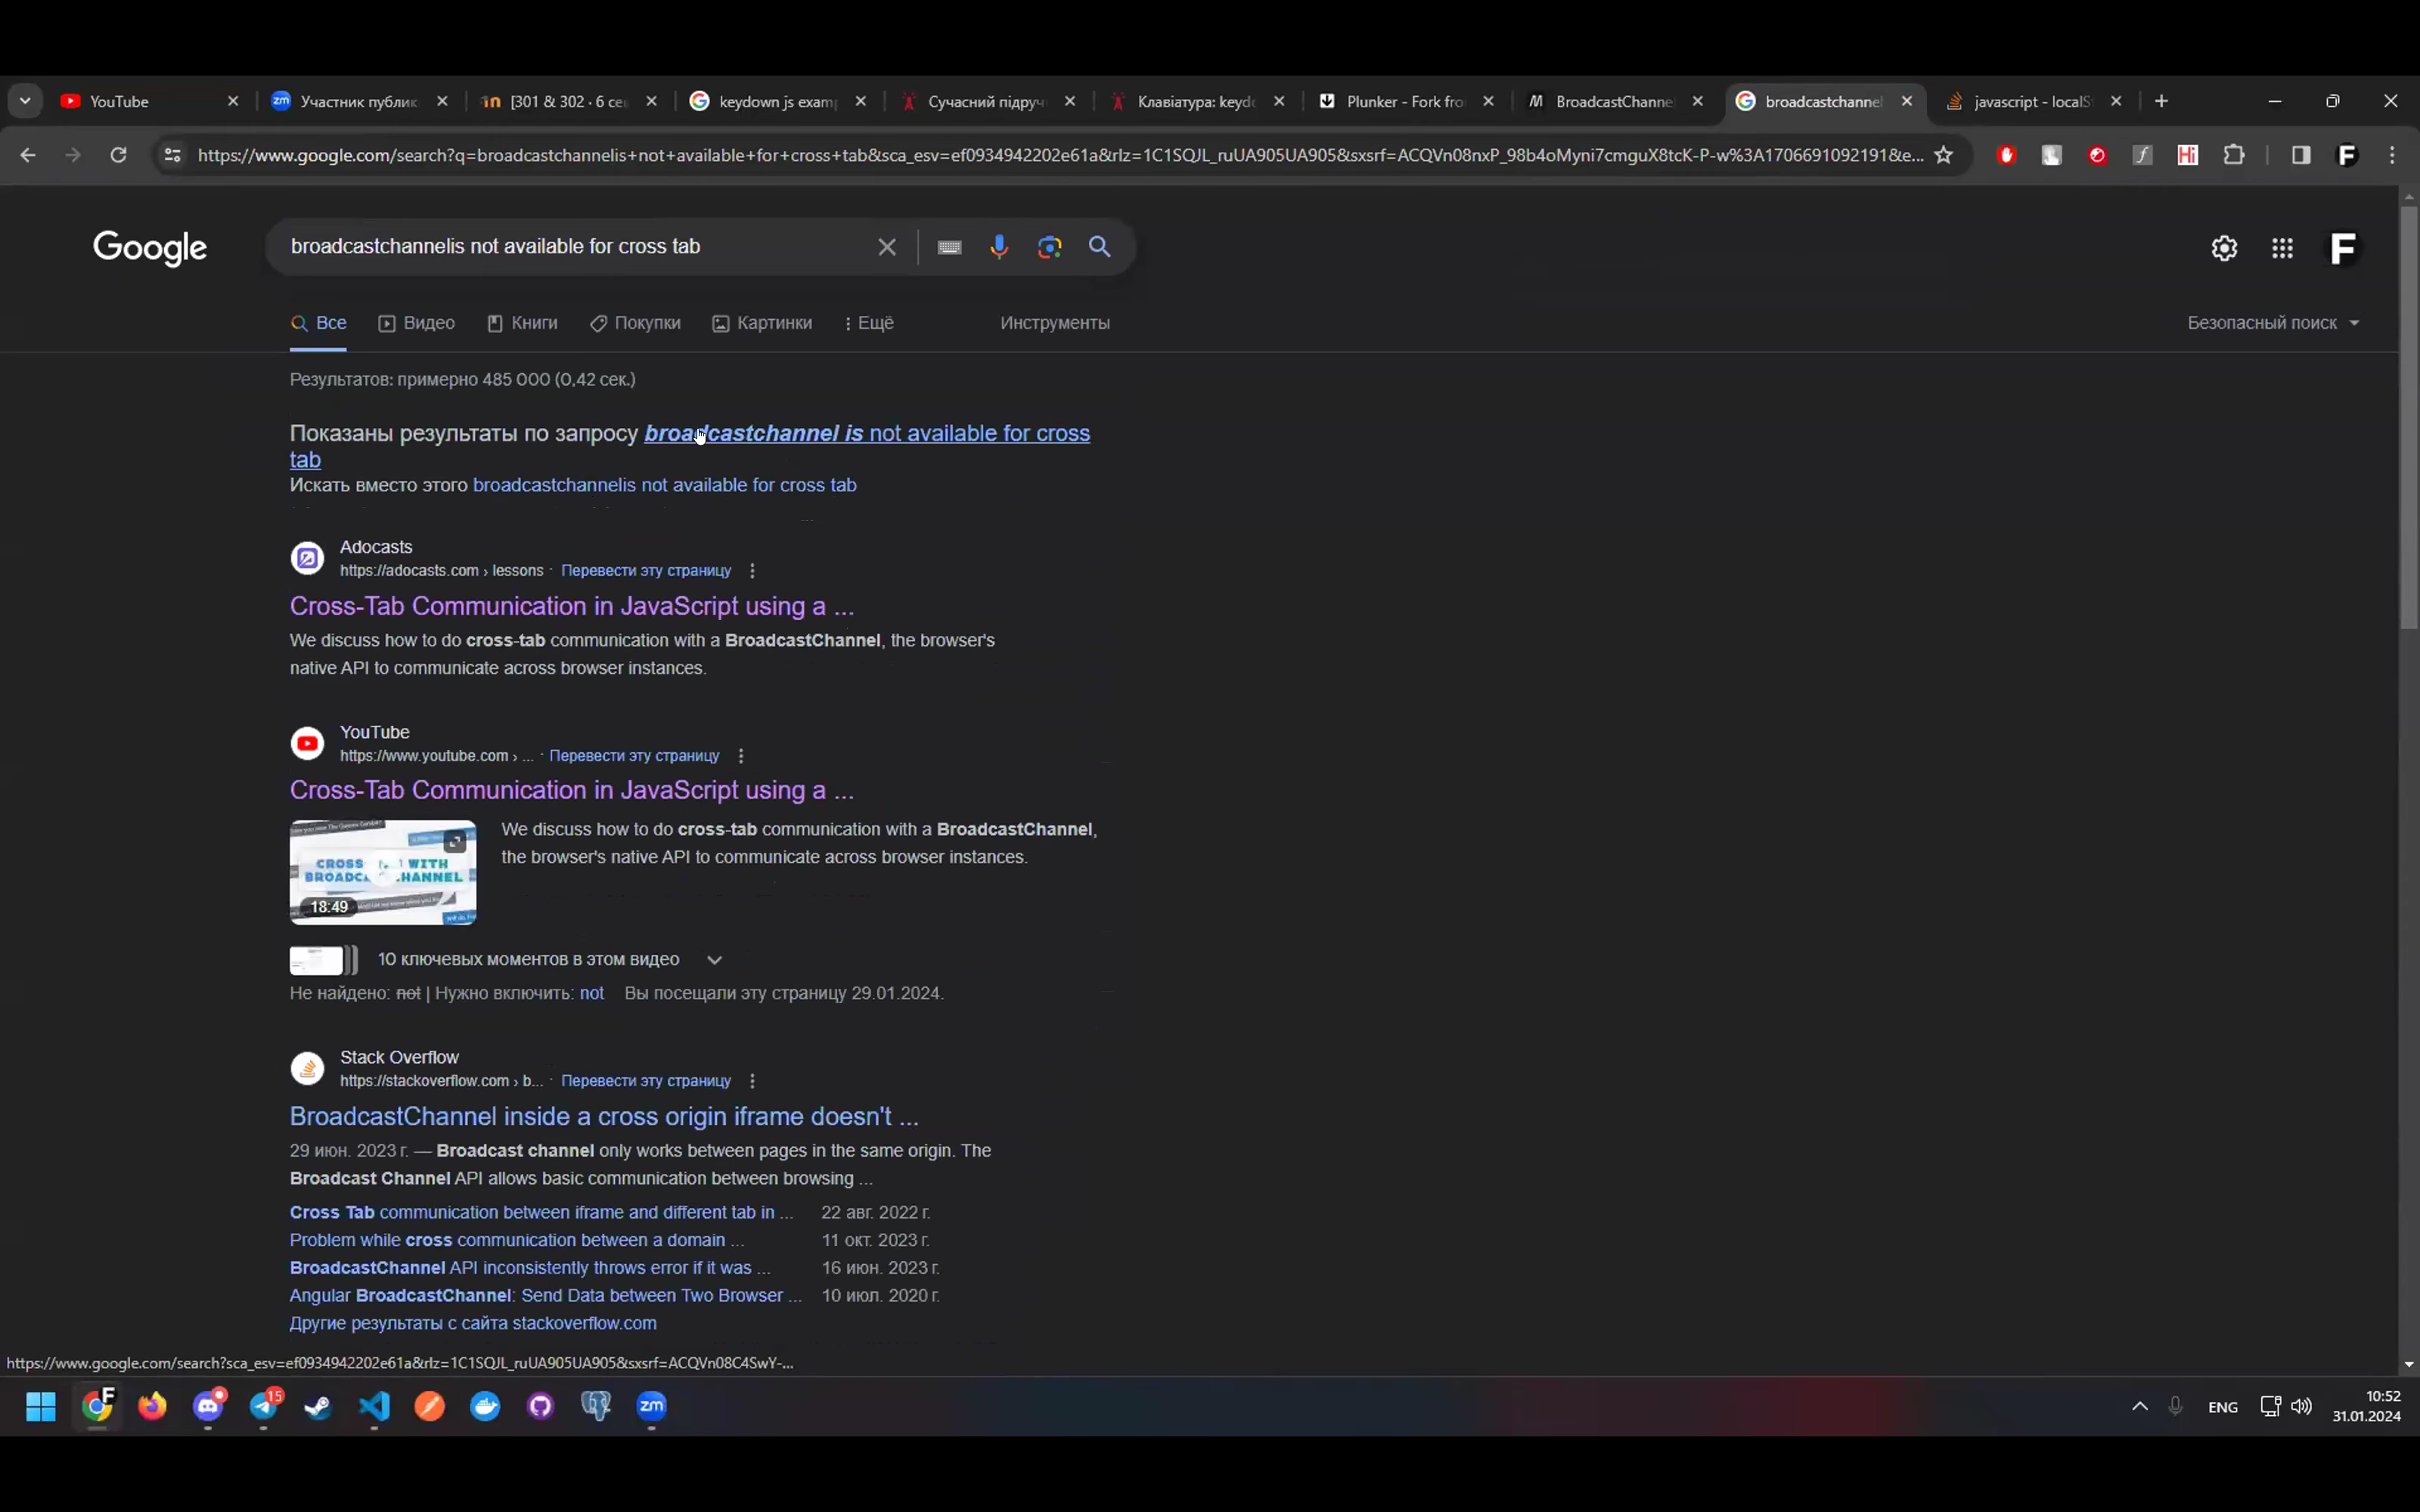 YouTube
Участник публик
[301 & 302 · 6 се
keydown js exam
Сучасний підруч
Клавіатура: keyd
Plunker - Fork fro
BroadcastChanne
broadcastchannel
javascript - localS
https://www.google.com/search?q=broadcastchannelis+not+available+for+cross+tab&sca_esv=ef0934942202e61a&rlz=1C1SQJL_ruUA905UA905&sxsrf=ACQVn08nxP_98b4oMyni7cmguX8tcK-P-w%3A1706691092191&e...
Google
broadcastchannelis not available for cross tab
Все
Видео
Книги
Покупки
Картинки
Ещё
Инструменты
Безопасный поиск
Результатов: примерно 485 000 (0,42 сек.)
Показаны результаты по запросу broadcastchannel is not available for cross
tab
Искать вместо этого broadcastchannelis not available for cross tab
Adocasts
https://adocasts.com › lessons · Перевести эту страницу
Cross-Tab Communication in JavaScript using a ...
We discuss how to do cross-tab communication with a BroadcastChannel, the browser's
native API to communicate across browser instances.
YouTube
https://www.youtube.com › ... · Перевести эту страницу
Cross-Tab Communication in JavaScript using a ...
We discuss how to do cross-tab communication with a BroadcastChannel,
the browser's native API to communicate across browser instances.
18:49
10 ключевых моментов в этом видео
Не найдено: not | Нужно включить: not Вы посещали эту страницу 29.01.2024.
Stack Overflow
https://stackoverflow.com › b... · Перевести эту страницу
BroadcastChannel inside a cross origin iframe doesn't ...
29 июн. 2023 г. — Broadcast channel only works between pages in the same origin. The
Broadcast Channel API allows basic communication between browsing ...
Cross Tab communication between iframe and different tab in ... 22 авг. 2022 г.
Problem while cross communication between a domain ... 11 окт. 2023 г.
BroadcastChannel API inconsistently throws error if it was ... 16 июн. 2023 г.
Angular BroadcastChannel: Send Data between Two Browser ... 10 июл. 2020 г.
Другие результаты с сайта stackoverflow.com
https://www.google.com/search?sca_esv=ef0934942202e61a&rlz=1C1SQJL_ruUA905UA905&sxsrf=ACQVn08C4SwY-...
15
zm
ENG
10:52
31.01.2024